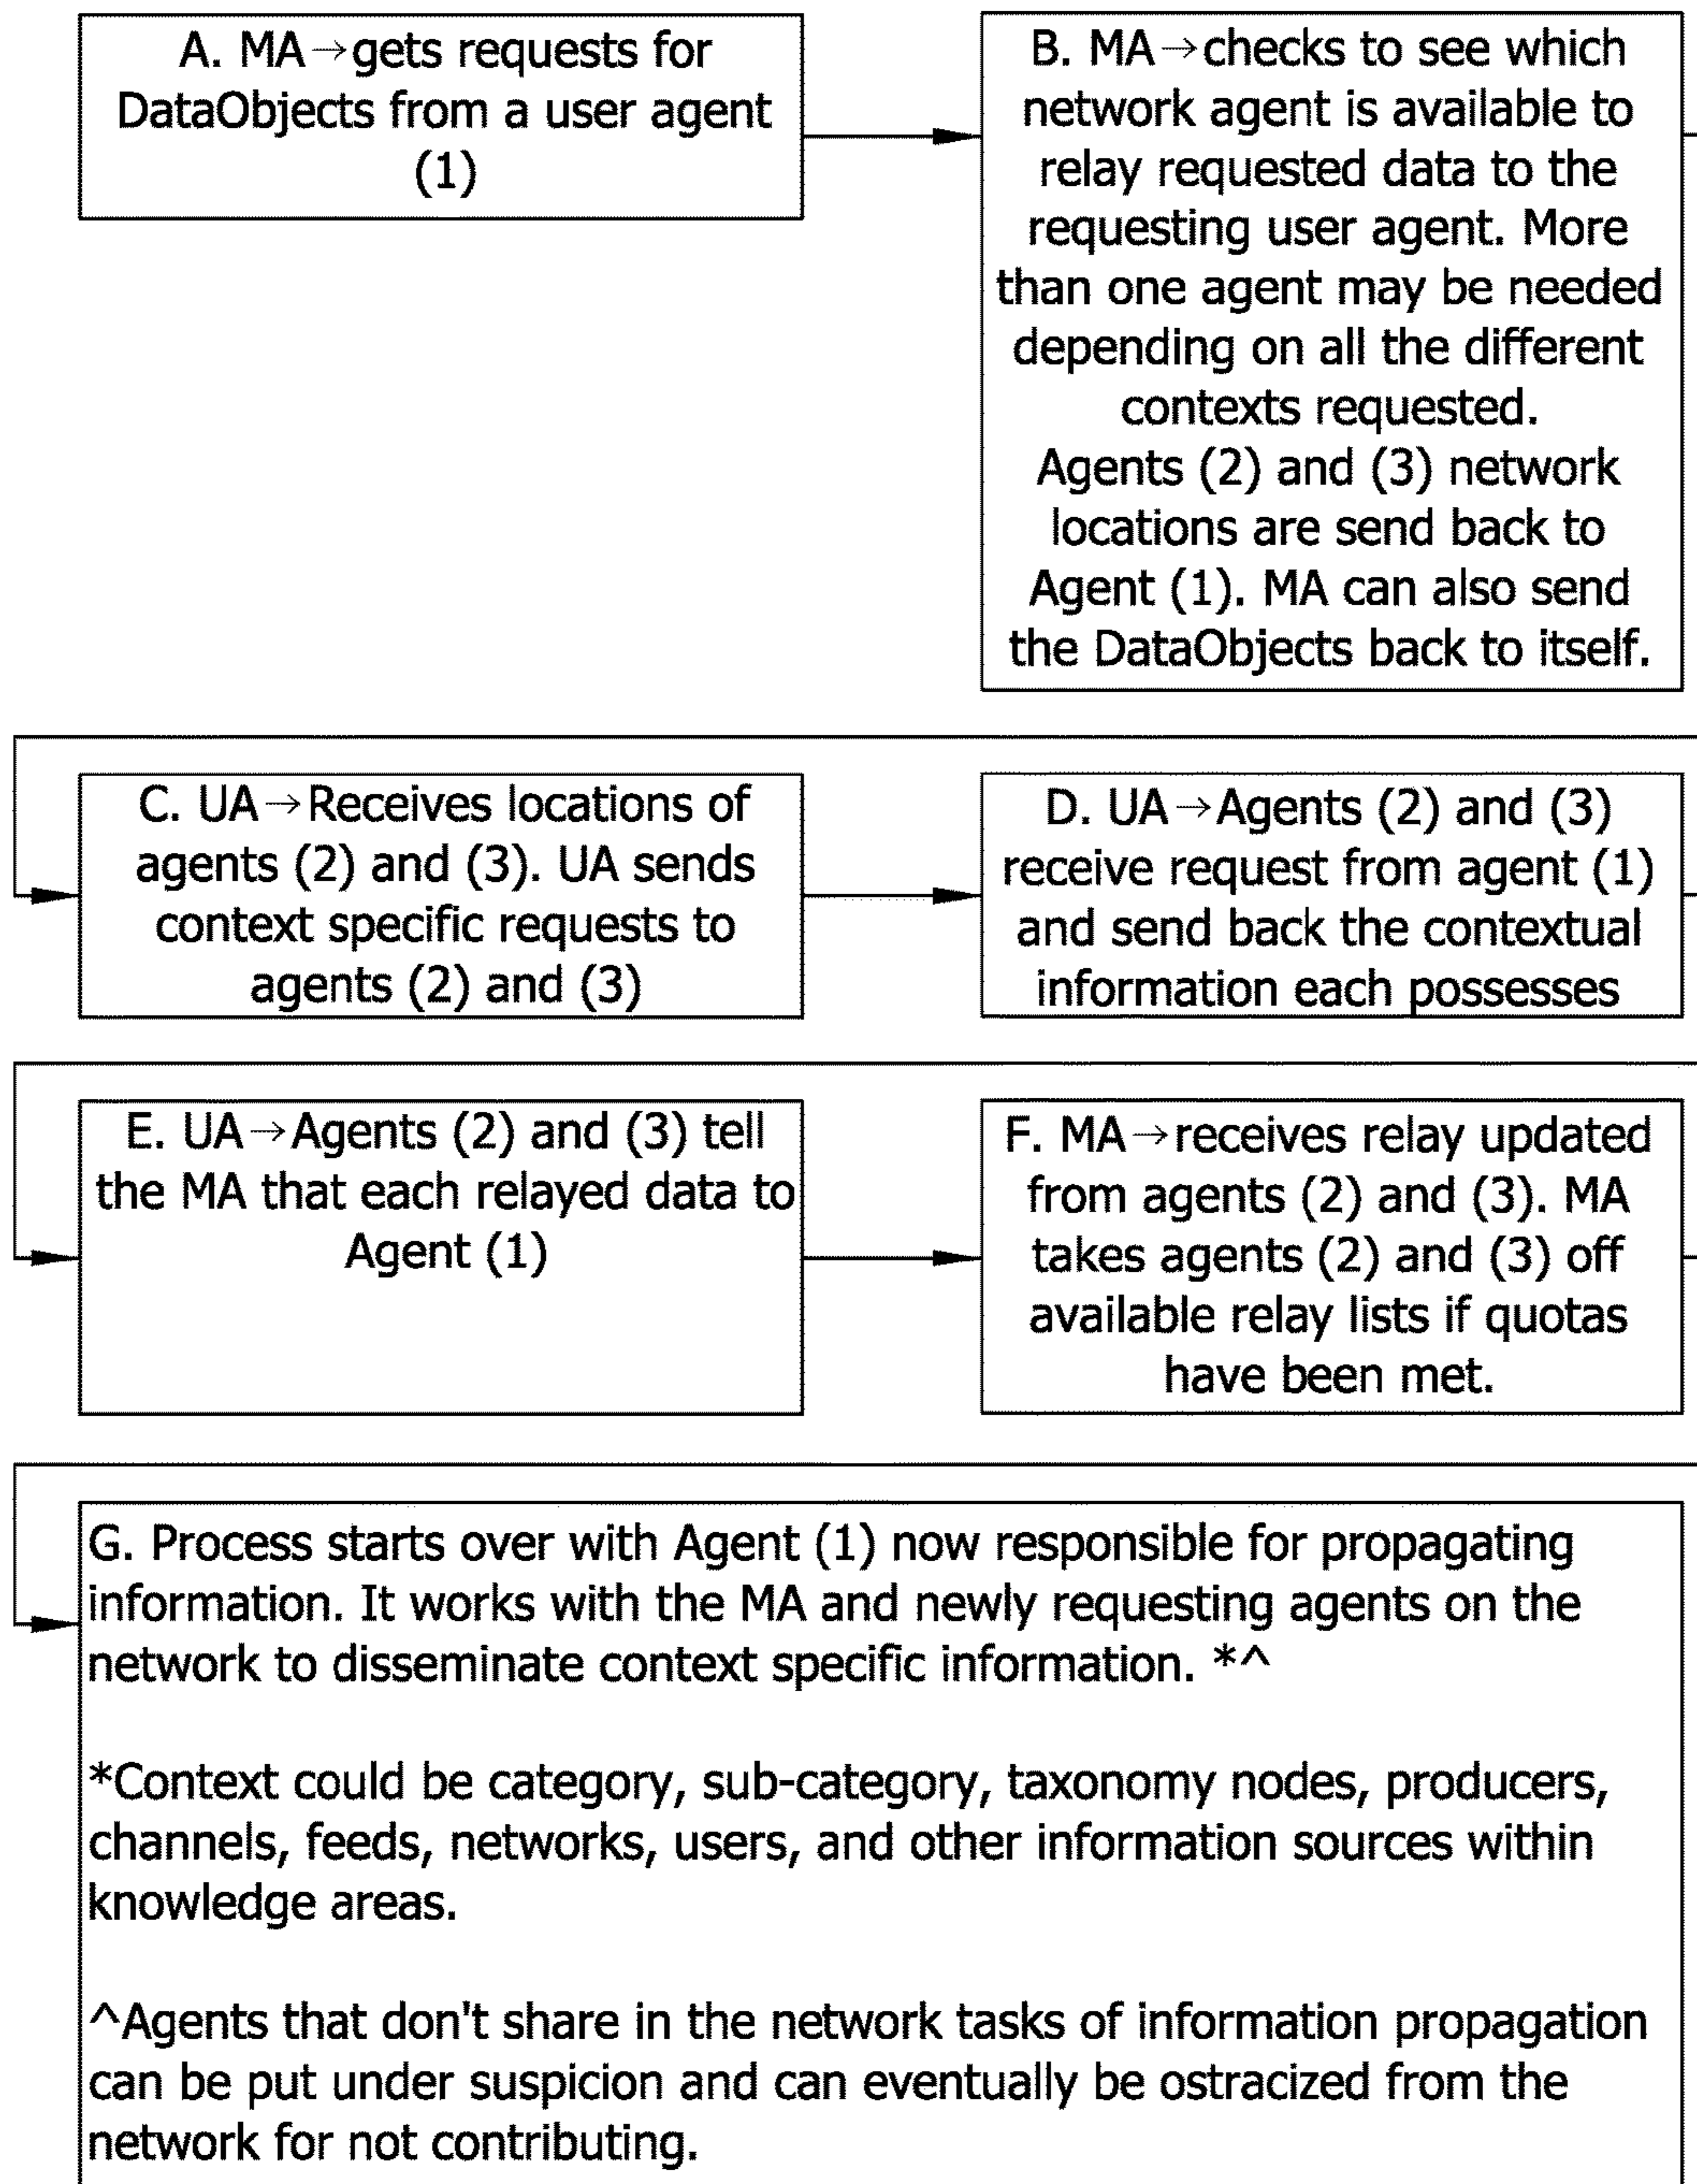 A. MA→gets requests for
DataObjects from a user agent
(1)
B. MA→checks to see which
network agent is available to
relay requested data to the
requesting user agent. More
than one agent may be needed
depending on all the different
contexts requested.
Agents (2) and (3) network
locations are send back to
Agent (1). MA can also send
the DataObjects back to itself.
C. UA→Receives locations of
agents (2) and (3). UA sends
context specific requests to
agents (2) and (3)
D. UA→Agents (2) and (3)
receive request from agent (1)
and send back the contextual
information each possesses
E. UA→Agents (2) and (3) tell
the MA that each relayed data to
Agent (1)
F. MA→receives relay updated
from agents (2) and (3). MA
takes agents (2) and (3) off
available relay lists if quotas
have been met.
G. Process starts over with Agent (1) now responsible for propagating
information. It works with the MA and newly requesting agents on the
network to disseminate context specific information. *^
*Context could be category, sub-category, taxonomy nodes, producers,
channels, feeds, networks, users, and other information sources within
knowledge areas.
^Agents that don't share in the network tasks of information propagation
can be put under suspicion and can eventually be ostracized from the
network for not contributing.